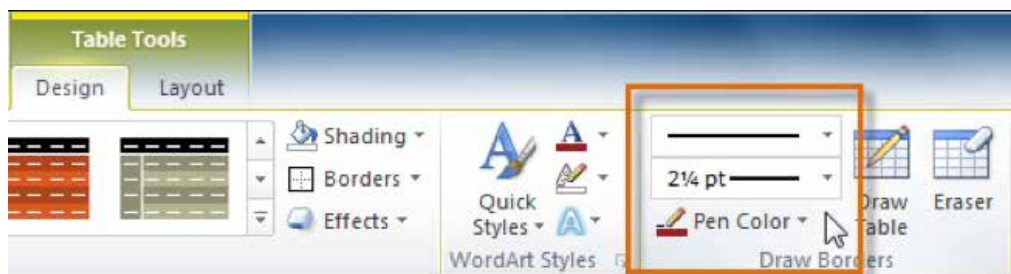 Table Tools
Design Layout
Shading
Borders
Effects
Quick
Styles
WordArt Styles
2¼ pt
Pen Color
Draw
Table
Eraser
Draw Borders